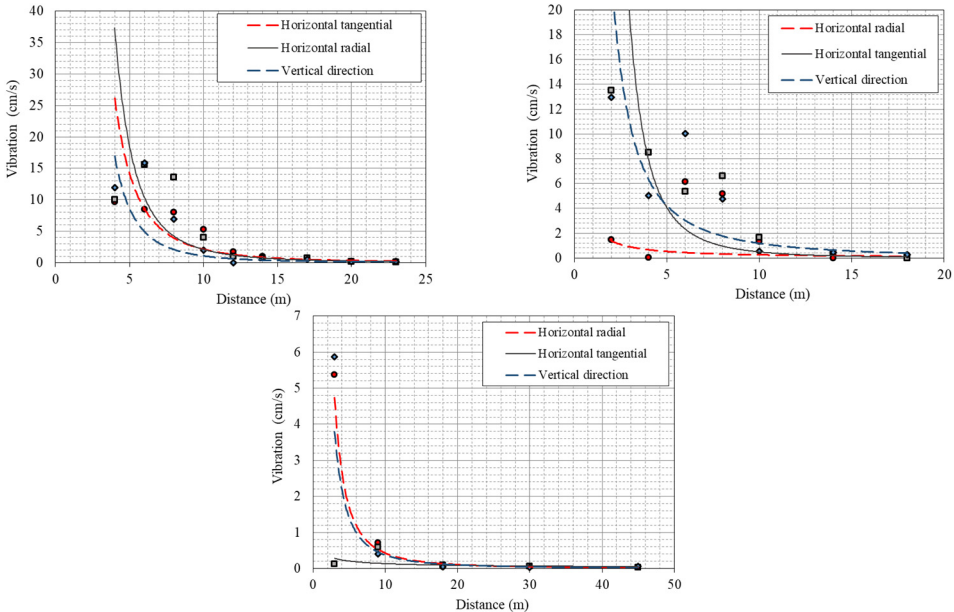 Vibration (cm/s)
40
35
30
25
20
15
10
5
0
0 5 10 15 20 25
Distance (m)
Horizontal tangential
Horizontal radial
Vertical direction
Vibration (cm/s)
20
18
16
14
12
10
8
6
4
2
0
0 5 10 15 20
Distance (m)
Horizontal radial
Horizontal tangential
Vertical direction
Vibration (cm/s)
7
6
5
4
3
2
1
0
0 10 20 30 40 50
Distance (m)
Horizontal radial
Horizontal tangential
Vertical direction